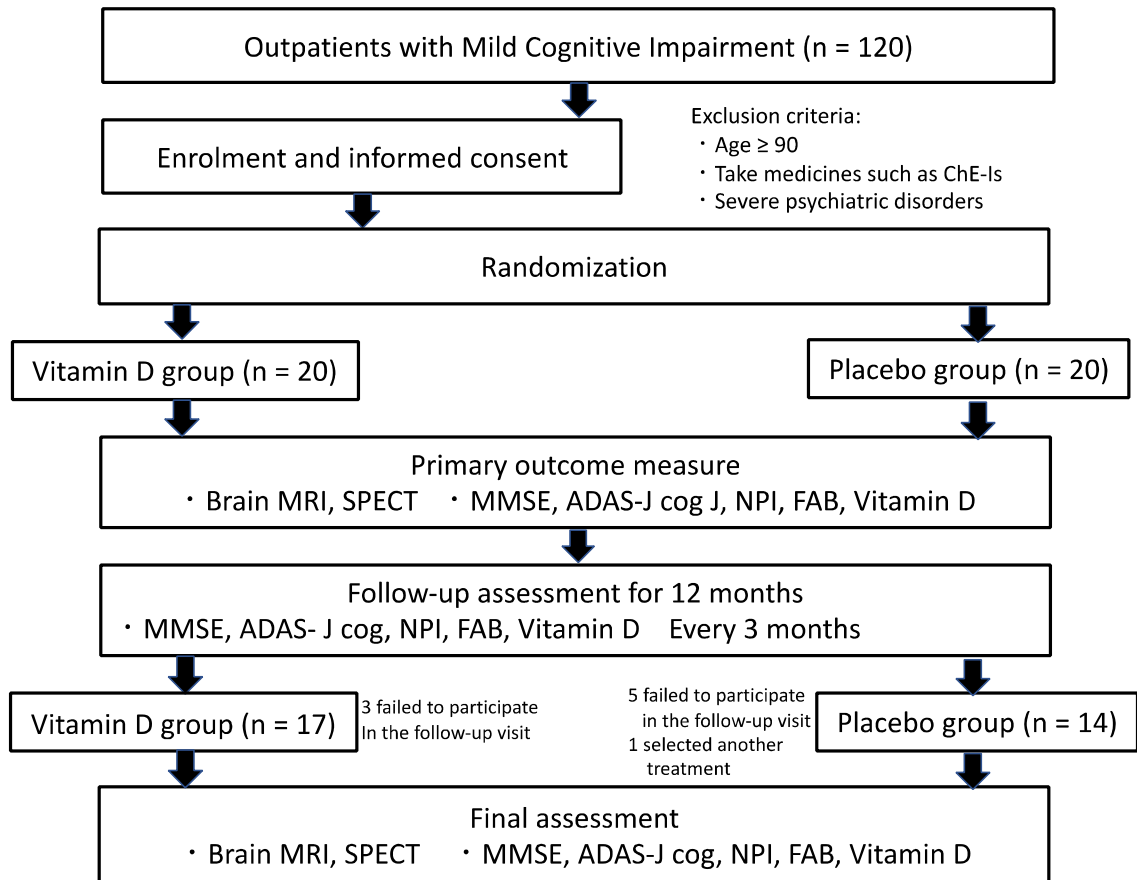 Outpatients with Mild Cognitive Impairment (n = 120)
Enrolment and informed consent
Exclusion criteria:
・Age ≥ 90
・Take medicines such as ChE-Is
・Severe psychiatric disorders
Randomization
Vitamin D group (n = 20)
Placebo group (n = 20)
Primary outcome measure
・Brain MRI, SPECT ・MMSE, ADAS-J cog J, NPI, FAB, Vitamin D
Follow-up assessment for 12 months
・MMSE, ADAS- J cog, NPI, FAB, Vitamin D Every 3 months
Vitamin D group (n = 17)
3 failed to participate
In the follow-up visit
5 failed to participate
in the follow-up visit
1 selected another
treatment
Placebo group (n = 14)
Final assessment
・Brain MRI, SPECT ・MMSE, ADAS-J cog, NPI, FAB, Vitamin D